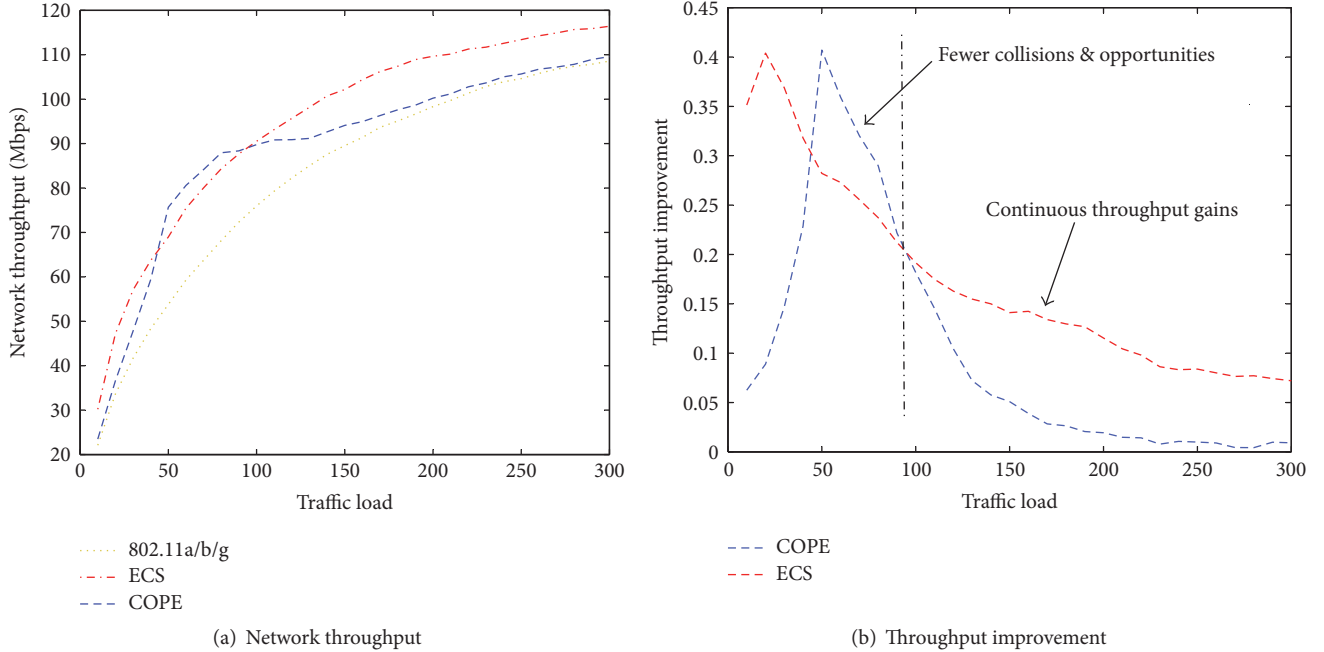 120
110
100
90
80
70
60
50
40
30
20
Network throughtput (Mbps)
0 50 100 150 200 250 300
Traffic load
802.11a/b/g
ECS
COPE
(a) Network throughput
0.45
0.4
0.35
0.3
0.25
0.2
0.15
0.1
0.05
0
Throughtput improvement
Fewer collisions & opportunities
Continuous throughput gains
0 50 100 150 200 250 300
Traffic load
COPE
ECS
(b) Throughput improvement